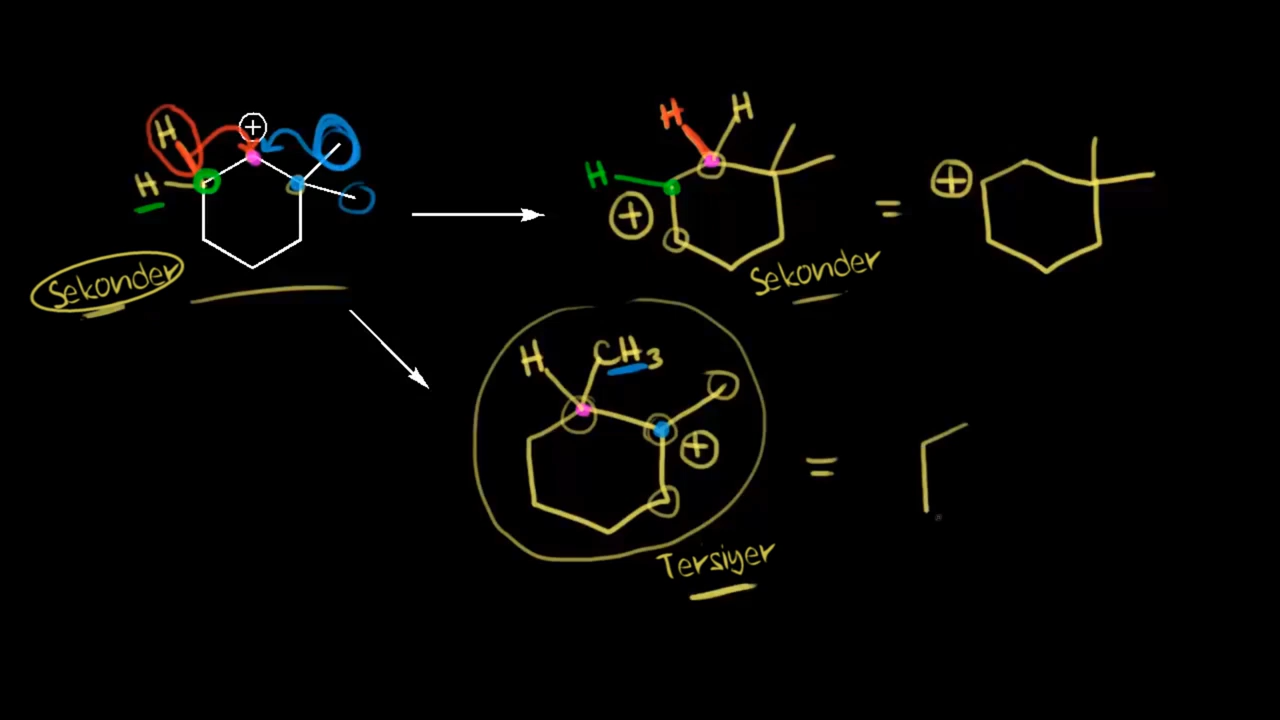 H
H
+
Sekonder
H
H
H
+
Sekonder
=
+
H
CH3
+
Tersiyer
=